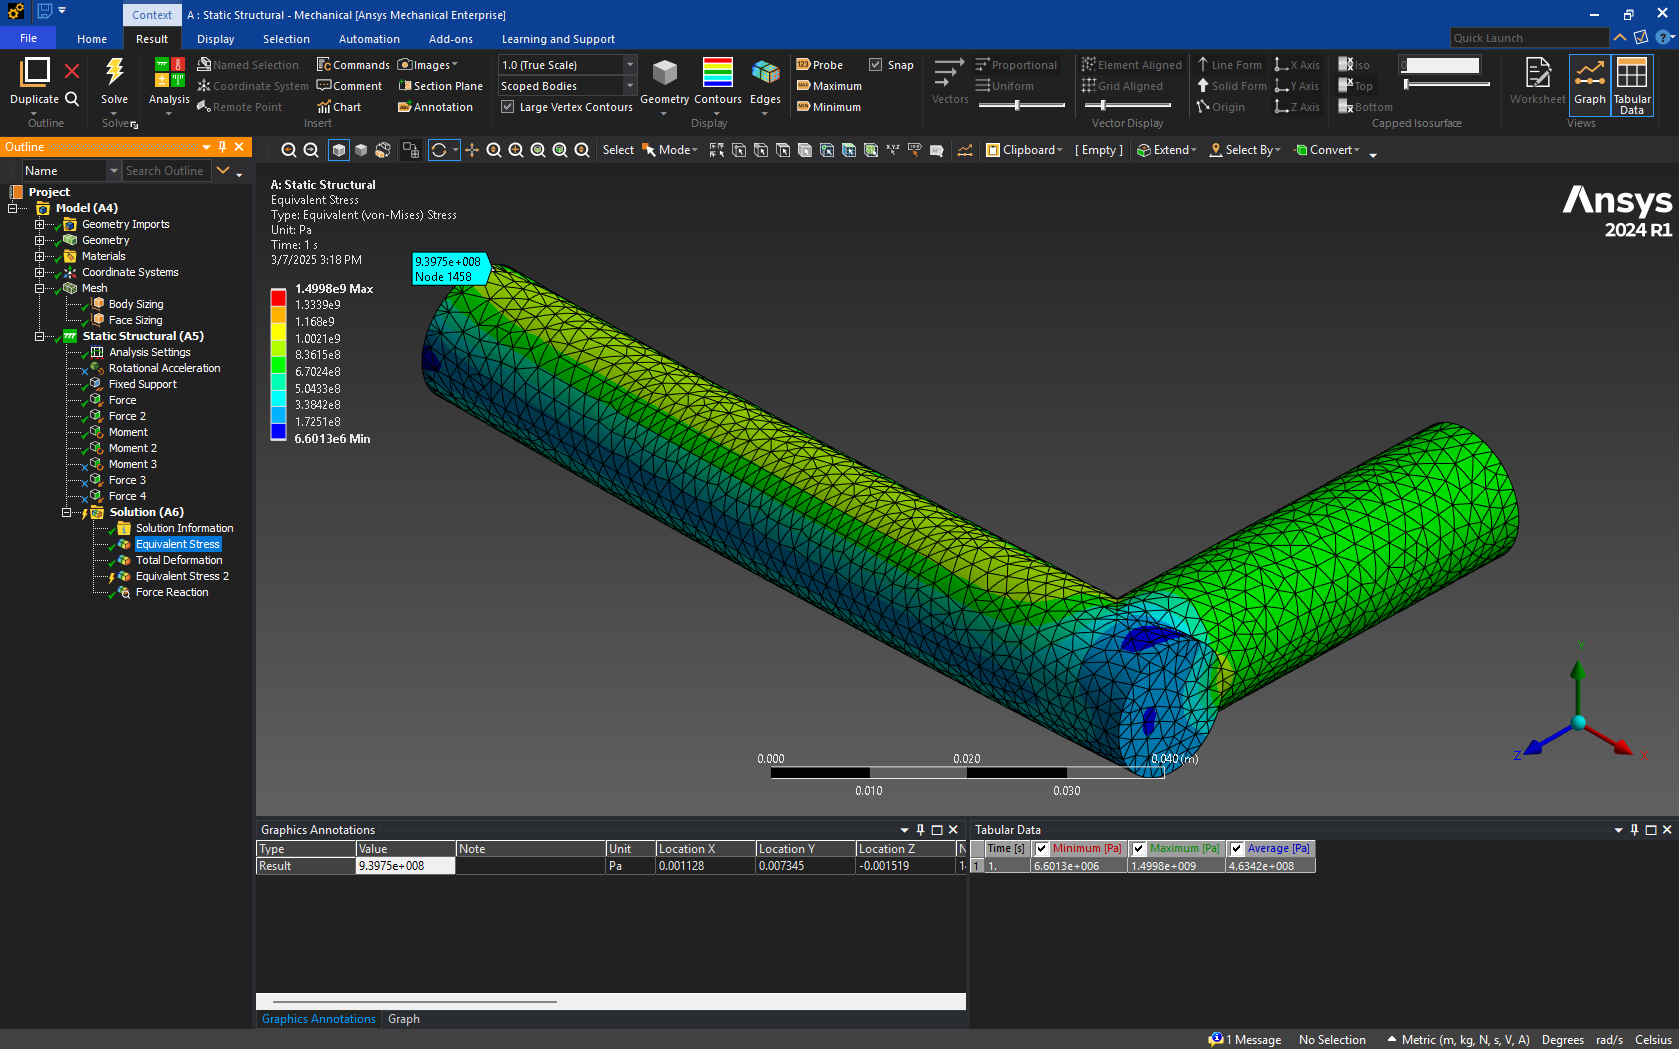 Context A : Static Structural - Mechanical [Ansys Mechanical Enterprise]
File Home Result Display Selection Automation Add-ons Learning and Support Quick Launch
Duplicate
Outline
Solve
Solver
Analysis
Named Selection
Coordinate System
Remote Point
Commands
Comment
Chart
Images
Section Plane
Annotation
Insert
1.0 (True Scale)
Scoped Bodies
Large Vertex Contours
Geometry
Contours
Edges
Display
Probe
Maximum
Minimum
Snap
Vectors
Proportional
Uniform
Element Aligned
Grid Aligned
Line Form
Solid Form
Origin
X Axis
Y Axis
Z Axis
Vector Display
Iso
Top
Bottom
0
Capped Isosurface
Worksheet
Graph
Tabular Data
Views
Outline
Name Search Outline
Project
Model (A4)
Geometry Imports
Geometry
Materials
Coordinate Systems
Mesh
Body Sizing
Face Sizing
Static Structural (A5)
Analysis Settings
Rotational Acceleration
Fixed Support
Force
Force 2
Moment
Moment 2
Moment 3
Force 3
Force 4
Solution (A6)
Solution Information
Equivalent Stress
Total Deformation
Equivalent Stress 2
Force Reaction
Select Mode Clipboard [ Empty ] Extend Select By Convert
A: Static Structural
Equivalent Stress
Type: Equivalent (von-Mises) Stress
Unit: Pa
Time: 1 s
3/7/2025 3:18 PM
1.4998e9 Max
1.3339e9
1.168e9
1.0021e9
8.3615e8
6.7024e8
5.0433e8
3.3842e8
1.7251e8
6.6013e6 Min
9.3975e+008
Node 1458
Ansys
2024 R1
0.000 0.020 0.040 (m)
0.010 0.030
Y
Z X
Graphics Annotations
Type Value Note Unit Location X Location Y Location Z N
Result 9.3975e+008 Pa 0.001128 0.007345 -0.001519
Graphics Annotations Graph
Tabular Data
Time [s] Minimum [Pa] Maximum [Pa] Average [Pa]
1 1. 6.6013e+006 1.4998e+009 4.6342e+008
1 Message No Selection Metric (m, kg, N, s, V, A) Degrees rad/s Celsius